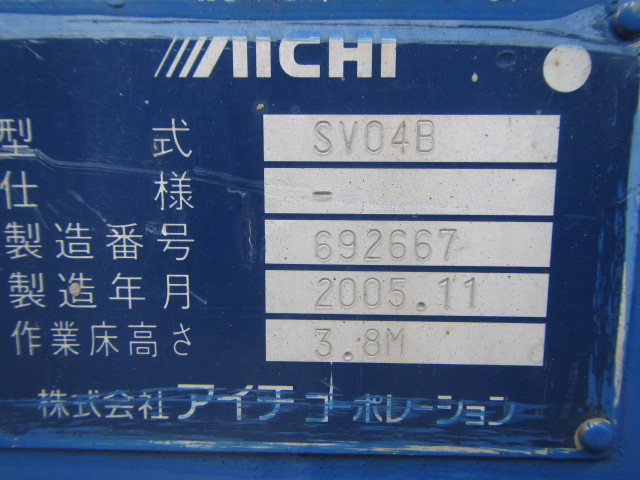 AICHI
型 式 SV04B
仕 様 -
製造番号 692667
製造年月 2005.11
作業床高さ 3.8M
株式会社 アイチコーポレーション